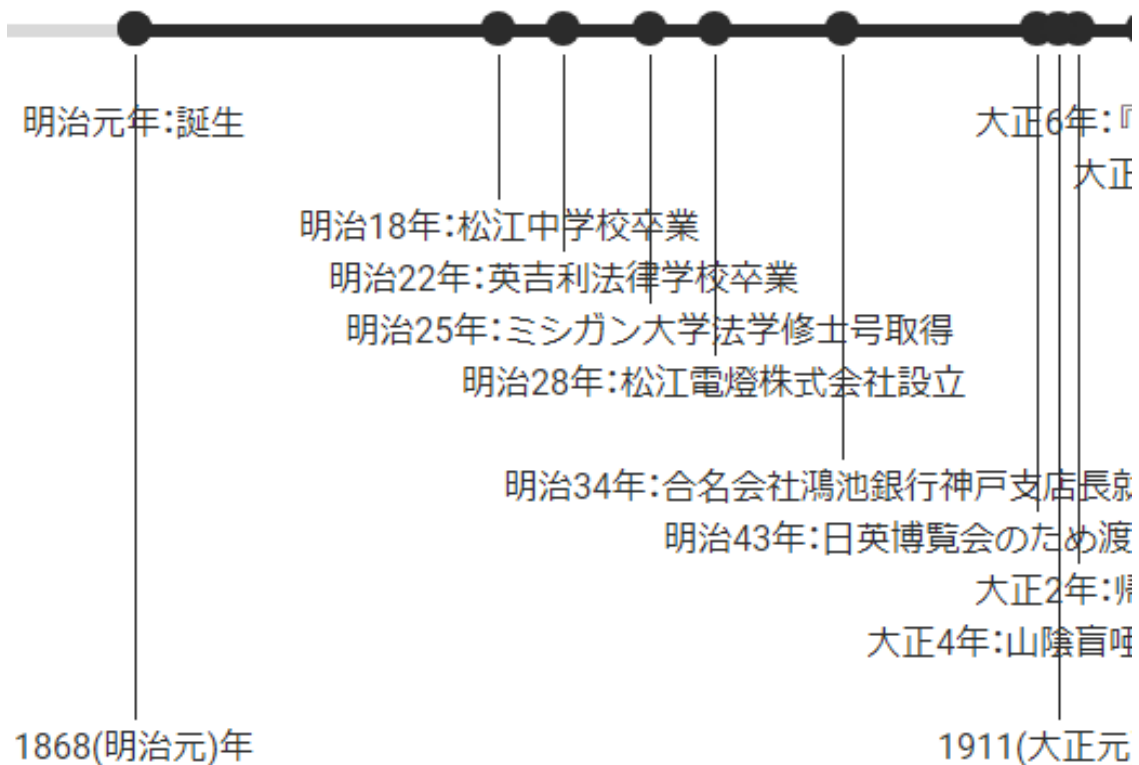 明治元年：誕生
大正6年：『
大正
明治18年：松江中学校卒業
明治22年：英吉利法律学校卒業
明治25年：ミシガン大学法学修士号取得
明治28年：松江電燈株式会社設立
明治34年：合名会社鴻池銀行神戸支店長就
明治43年：日英博覧会のため渡
大正2年：帰
大正4年：山陰盲唖
1868(明治元)年
1911(大正元